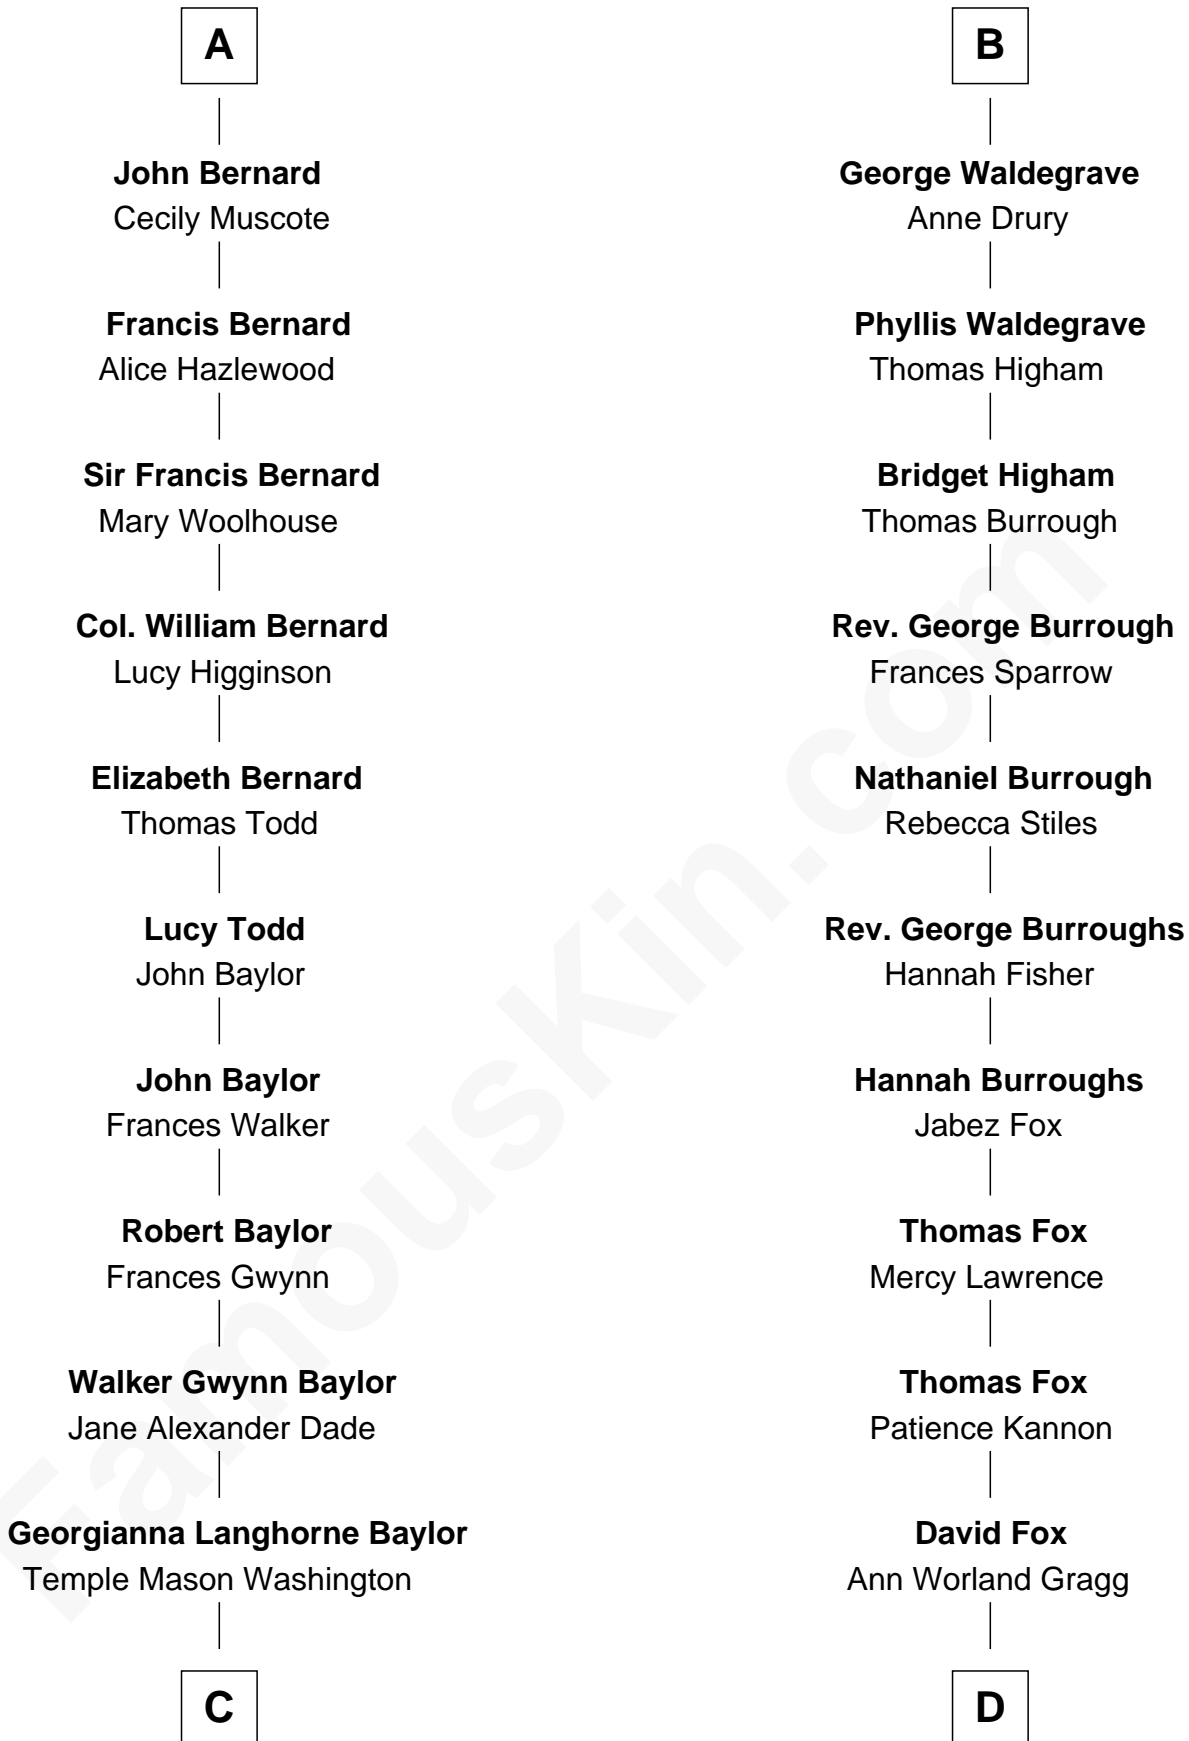 A
John Bernard
Cecily Muscote
Francis Bernard
Alice Hazlewood
Sir Francis Bernard
Mary Woolhouse
Col. William Bernard
Lucy Higginson
Elizabeth Bernard
Thomas Todd
Lucy Todd
John Baylor
John Baylor
Frances Walker
Robert Baylor
Frances Gwynn
Walker Gwynn Baylor
Jane Alexander Dade
Georgianna Langhorne Baylor
Temple Mason Washington
C
B
George Waldegrave
Anne Drury
Phyllis Waldegrave
Thomas Higham
Bridget Higham
Thomas Burrough
Rev. George Burrough
Frances Sparrow
Nathaniel Burrough
Rebecca Stiles
Rev. George Burroughs
Hannah Fisher
Hannah Burroughs
Jabez Fox
Thomas Fox
Mercy Lawrence
Thomas Fox
Patience Kannon
David Fox
Ann Worland Gragg
D
FamousKin.com